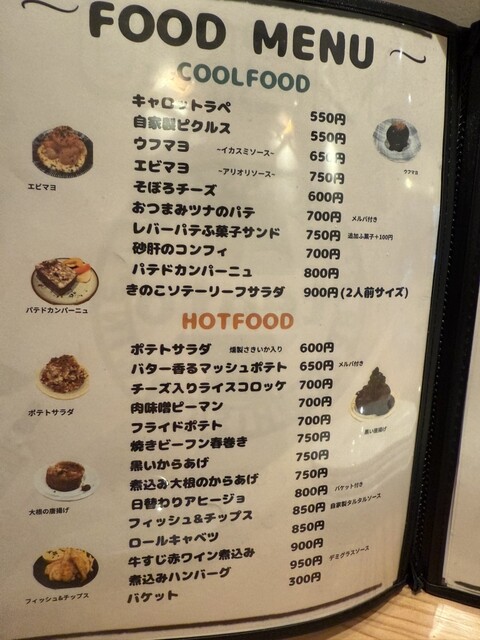 FOOD MENU
COOLFOOD
キャロットラペ 550円
自家製ピクルス 550円
ウフマヨ ~イカスミソース~ 650円
エビマヨ ~アリオリソース~ 750円
そぼろチーズ 600円
おつまみツナのパテ 700円 メルバ付き
レバーパテふ菓子サンド 750円 追加ふ菓子+100円
砂肝のコンフィ 700円
パテドカンパーニュ 800円
きのこソテーリーフサラダ 900円(2人前サイズ)
エビマヨ
ウフマヨ
パテドカンパーニュ
HOTFOOD
ポテトサラダ 燻製さきいか入り 600円
バター香るマッシュポテト 650円 メルバ付き
チーズ入りライスコロッケ 700円
肉味噌ピーマン 700円
フライドポテト 700円
焼きビーフン春巻き 750円
黒いからあげ 750円
煮込み大根のからあげ 750円
日替わりアヒージョ 800円 バケット付き
フィッシュ&チップス 850円 自家製タルタルソース
ロールキャベツ 850円
牛すじ赤ワイン煮込み 900円
煮込みハンバーグ 950円 デミグラスソース
バケット 300円
ポテトサラダ
黒い唐揚げ
大根の唐揚げ
フィッシュ&チップス